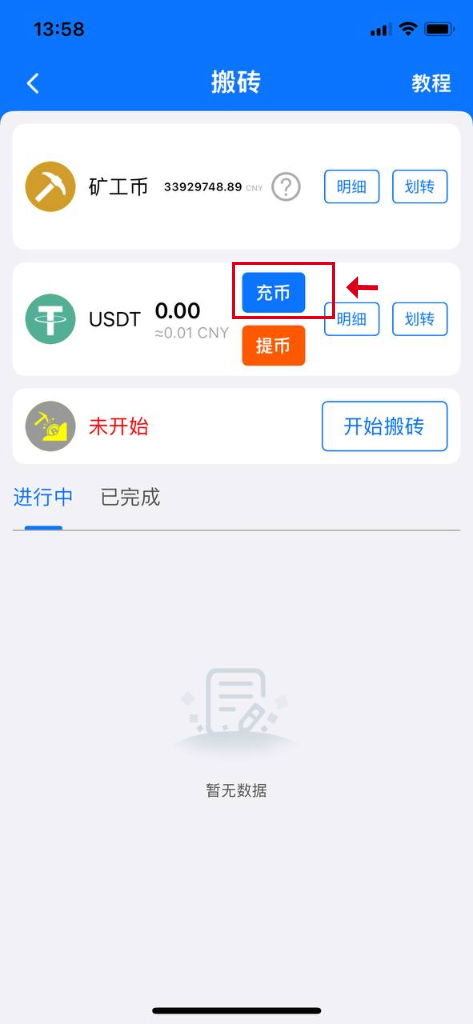 13:58
搬砖
教程
矿工币 33929748.89 CNY ? 明细 划转
充币
USDT 0.00 明细 划转
≈0.01 CNY
提币
未开始 开始搬砖
进行中 已完成
暂无数据